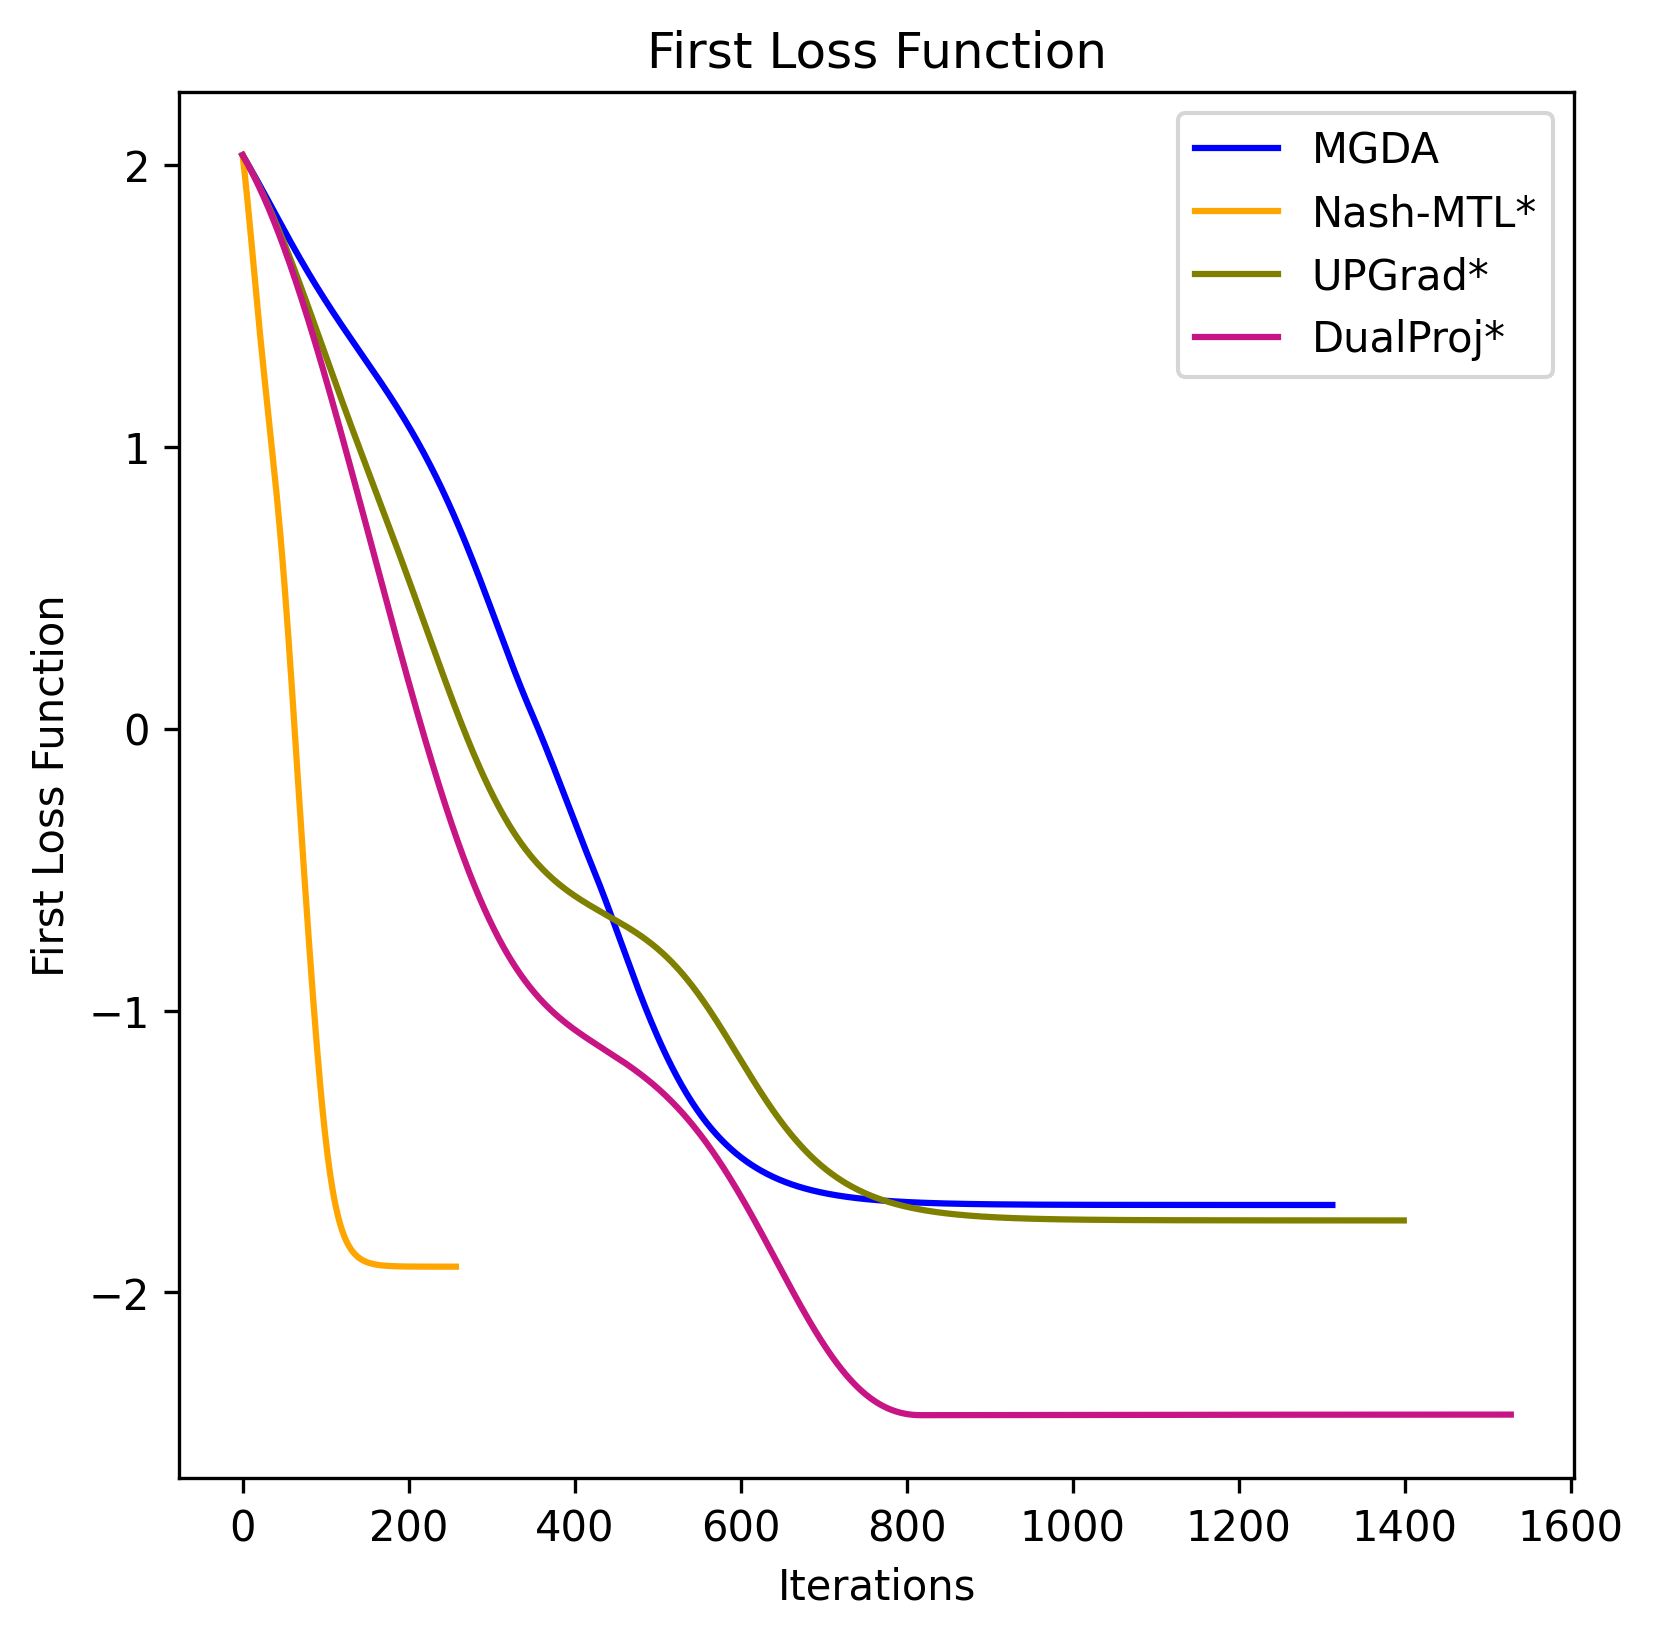 First Loss Function
MGDA
Nash-MTL*
UPGrad*
DualProj*
First Loss Function
2
1
0
−1
−2
0 200 400 600 800 1000 1200 1400 1600
Iterations